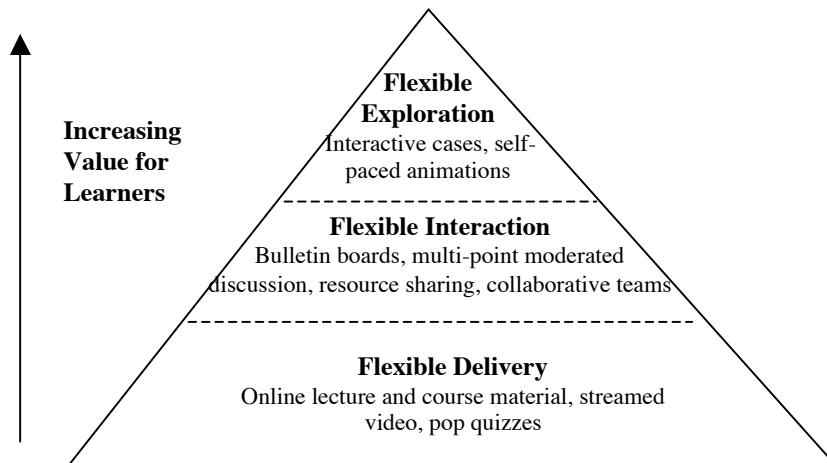 Flexible
Exploration
Interactive cases, self-
paced animations
Increasing
Value for
Learners
Flexible Interaction
Bulletin boards, multi-point moderated
discussion, resource sharing, collaborative teams
Flexible Delivery
Online lecture and course material, streamed
video, pop quizzes